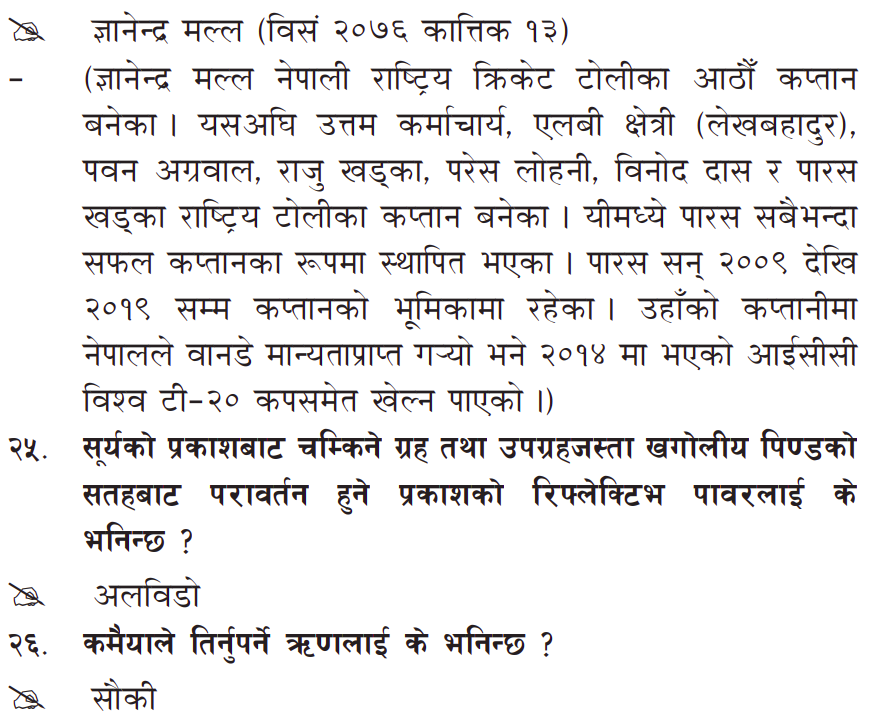 ज्ञानेन्द्र मल्ल (विसं २०७६ कात्तिक १३)
– (ज्ञानेन्द्र मल्ल नेपाली राष्ट्रिय क्रिकेट टोलीका आठौँ कप्तान
बनेका । यसअघि उत्तम कर्माचार्य, एलबी क्षेत्री (लेखबहादुर),
पवन अग्रवाल, राजु खड्का, परेस लोहनी, विनोद दास र पारस
खड्का राष्ट्रिय टोलीका कप्तान बनेका । यीमध्ये पारस सबैभन्दा
सफल कप्तानका रूपमा स्थापित भएका । पारस सन् २००९ देखि
२०१९ सम्म कप्तानको भूमिकामा रहेका । उहाँको कप्तानीमा
नेपालले वानडे मान्यताप्राप्त गर्‍यो भने २०१४ मा भएको आईसीसी
विश्व टी–२० कपसमेत खेल्न पाएको ।)
२५. सूर्यको प्रकाशबाट चम्किने ग्रह तथा उपग्रहजस्ता खगोलीय पिण्डको
सतहबाट परावर्तन हुने प्रकाशको रिफ्लेक्टिभ पावरलाई के
भनिन्छ ?
अलविडो
२६. कमैयाले तिर्नुपर्ने ऋणलाई के भनिन्छ ?
सौकी